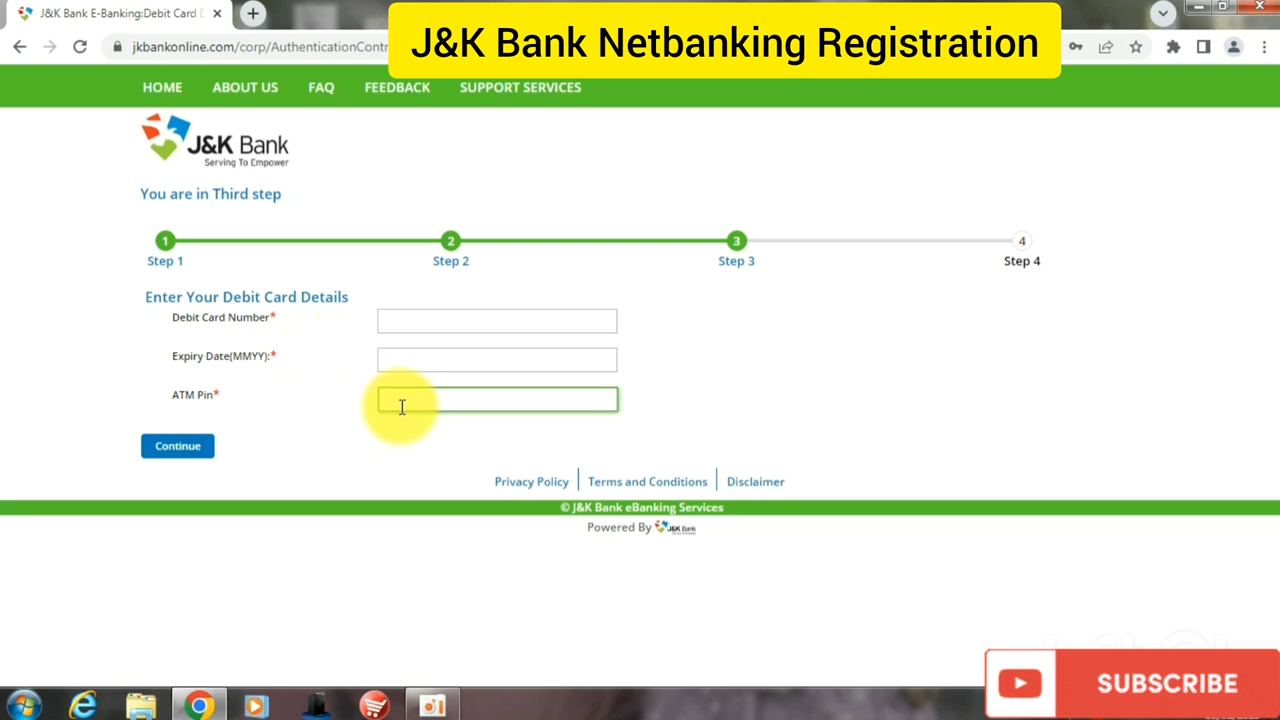 J&K Bank E-Banking:Debit Card D
J&K Bank Netbanking Registration
jkbankonline.com/corp/AuthenticationContr
HOME ABOUT US FAQ FEEDBACK SUPPORT SERVICES
J&K Bank
Serving To Empower
You are in Third step
1 2 3 4
Step 1 Step 2 Step 3 Step 4
Enter Your Debit Card Details
Debit Card Number*
Expiry Date(MMYY):*
ATM Pin*
Continue
Privacy Policy Terms and Conditions Disclaimer
© J&K Bank eBanking Services
Powered By J&K Bank
SUBSCRIBE